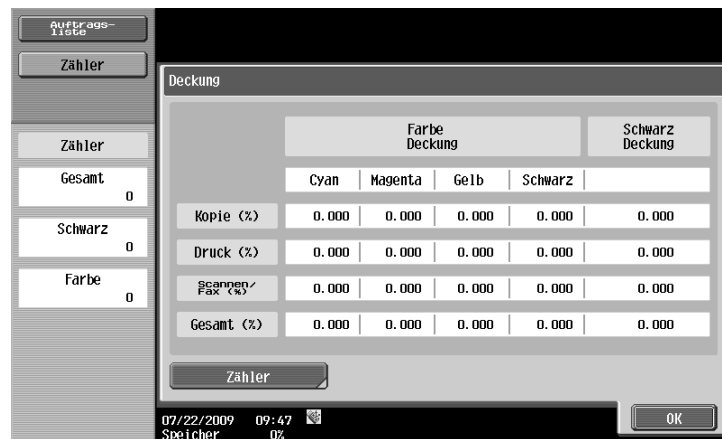 Auftrags-
liste
Zähler
Zähler
Gesamt
0
Schwarz
0
Farbe
0
Deckung
Farbe
Deckung
Schwarz
Deckung
Cyan Magenta Gelb Schwarz
Kopie (%) 0.000 0.000 0.000 0.000 0.000
Druck (%) 0.000 0.000 0.000 0.000 0.000
Scannen/
Fax (%) 0.000 0.000 0.000 0.000 0.000
Gesamt (%) 0.000 0.000 0.000 0.000 0.000
Zähler
07/22/2009 09:47
Speicher 0%
OK